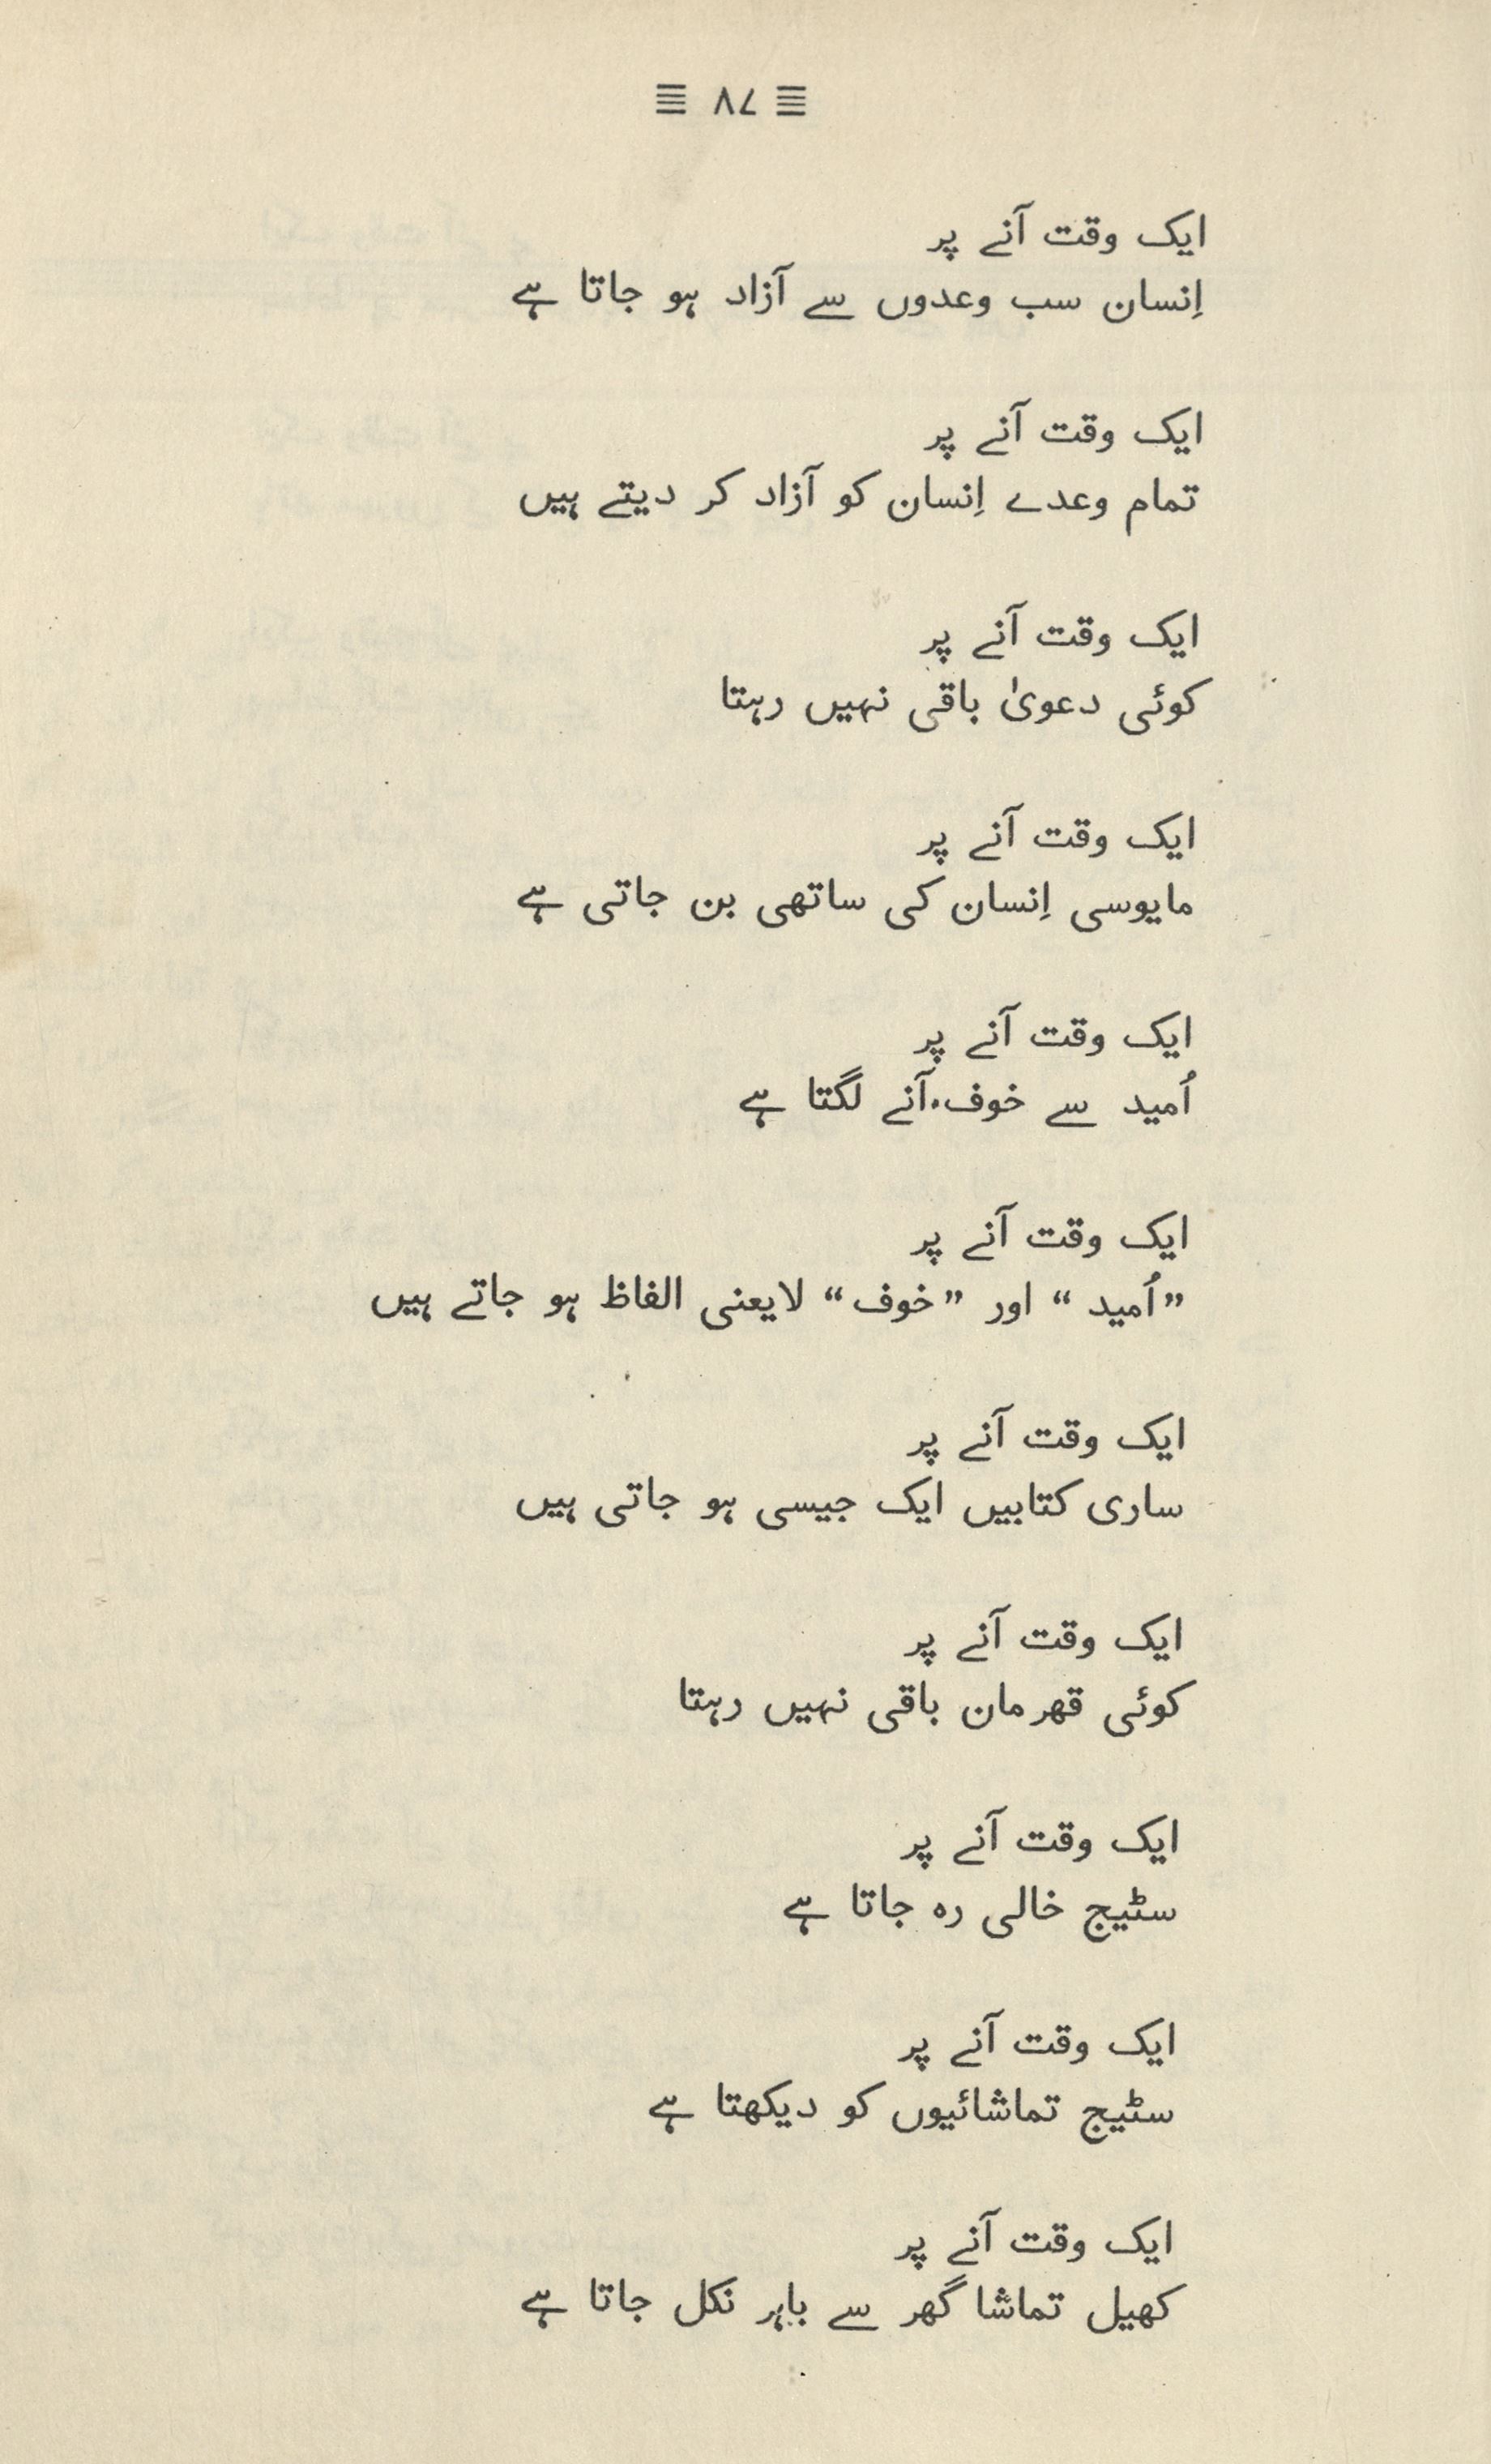 ≣ ۸۷ ≣
ایک وقت آنے پر
اِنسان سب وعدوں سے آزاد ہو جاتا ہے
ایک وقت آنے پر
تمام وعدے اِنسان کو آزاد کر دیتے ہیں
ایک وقت آنے پر
کوئی دعویٰ باقی نہیں رہتا
ایک وقت آنے پر
مایوسی اِنسان کی ساتھی بن جاتی ہے
ایک وقت آنے پر
اُمید سے خوف آنے لگتا ہے
ایک وقت آنے پر
”اُمید“ اور ”خوف“ لایعنی الفاظ ہو جاتے ہیں
ایک وقت آنے پر
ساری کتابیں ایک جیسی ہو جاتی ہیں
ایک وقت آنے پر
کوئی قهرمان باقی نہیں رہتا
ایک وقت آنے پر
سٹیج خالی رہ جاتا ہے
ایک وقت آنے پر
سٹیج تماشائیوں کو دیکھتا ہے
ایک وقت آنے پر
کھیل تماشا گھر سے باہر نکل جاتا ہے